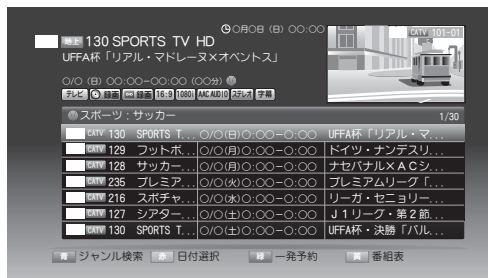 ○月○日 (日) ○○:○○
地上 130 SPORTS TV HD
CATV 101-01
UFFA杯「リアル・マドレーヌ×オベントス」
○/○ (日) ○○:○○-○○:○○ (○○分)
テレビ 録画 録画 16:9 1080i AAC AUDIO ステレオ 字幕
スポーツ : サッカー 1/30
CATV 130 SPORTS T... ○/○(日)○:○○-○:○○ UFFA杯「リアル・マ...
CATV 129 フットボ... ○/○(月)○:○○-○:○○ ドイツ・ナンデスリ...
CATV 128 サッカー... ○/○(月)○:○○-○:○○ ナセバナル×ACシ...
CATV 235 プレミア... ○/○(火)○:○○-○:○○ プレミアムリーグ「...
CATV 216 スポチャ... ○/○(水)○:○○-○:○○ リーガ・セニョリー...
CATV 127 シアター... ○/○(土)○:○○-○:○○ J1リーグ・第2節...
CATV 130 SPORTS T... ○/○(土)○:○○-○:○○ UFFA杯・決勝「バル...
青 ジャンル検索 赤 日付選択 緑 一発予約 黄 番組表